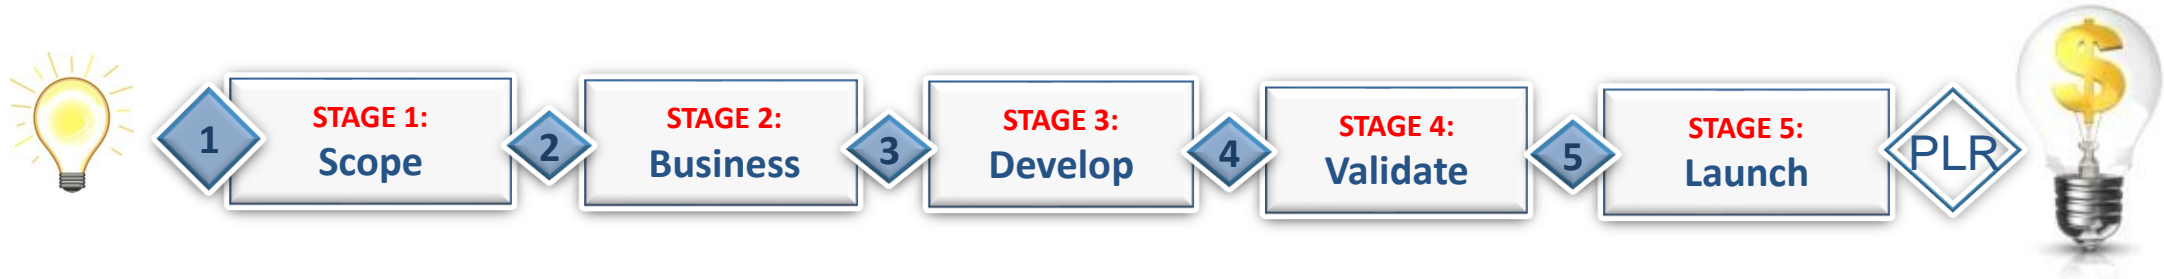 1
STAGE 1:
Scope
2
STAGE 2:
Business
3
STAGE 3:
Develop
4
STAGE 4:
Validate
5
STAGE 5:
Launch
PLR
$